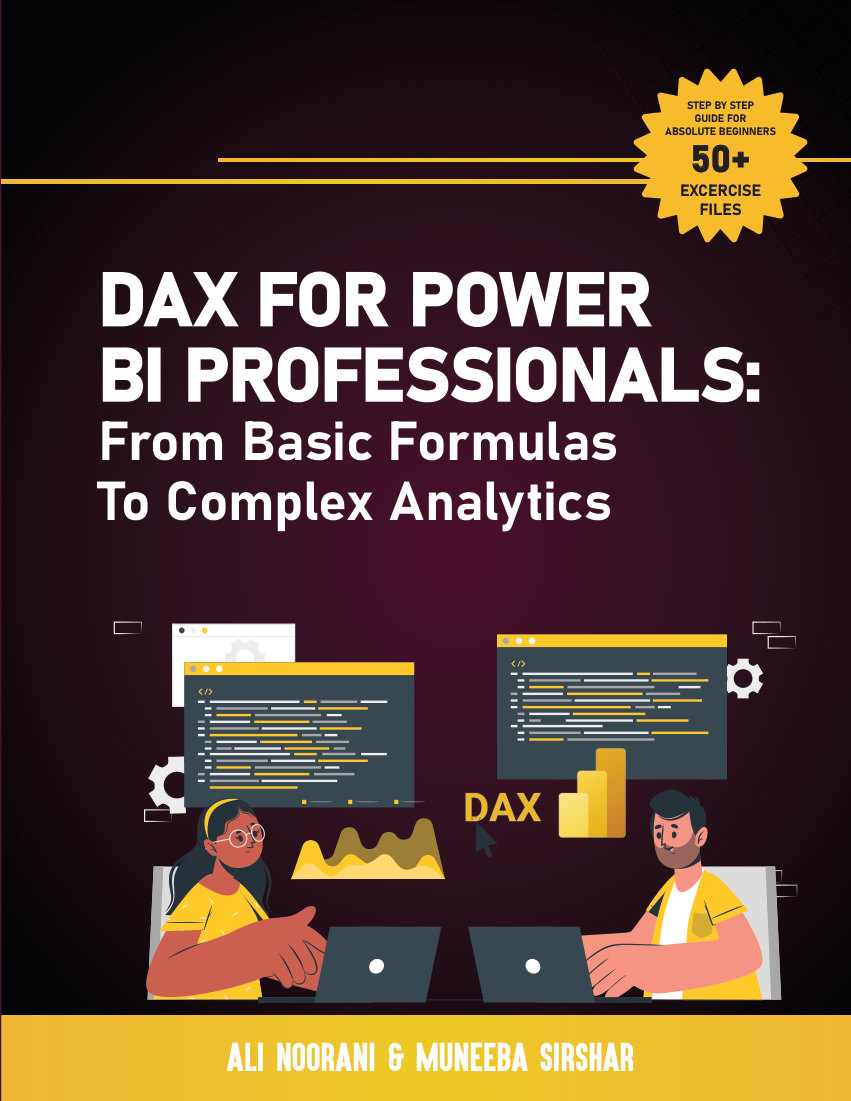 STEP BY STEP
GUIDE FOR
ABSOLUTE BEGINNERS
50+
EXCERCISE
FILES
DAX FOR POWER
BI PROFESSIONALS:
From Basic Formulas
To Complex Analytics
</>
</>
DAX
ALI NOORANI & MUNEEBA SIRSHAR